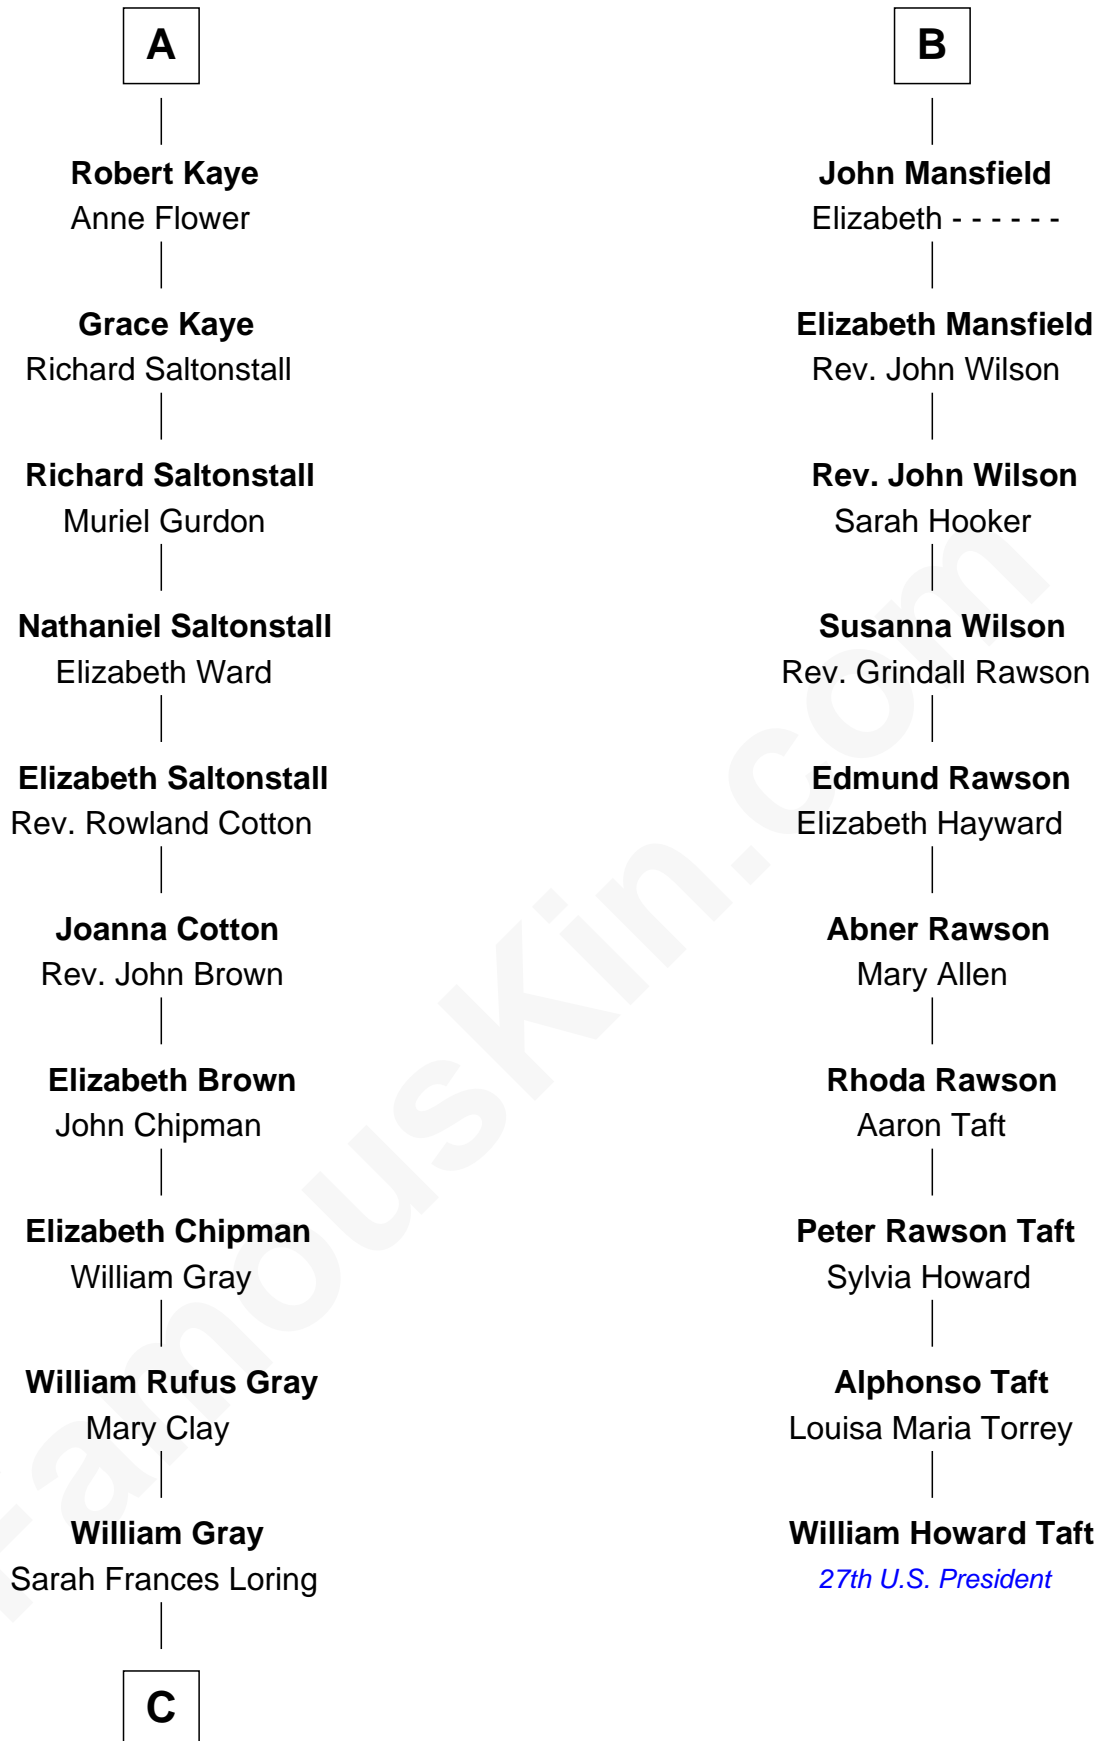 A
Robert Kaye
Anne Flower
Grace Kaye
Richard Saltonstall
Richard Saltonstall
Muriel Gurdon
Nathaniel Saltonstall
Elizabeth Ward
Elizabeth Saltonstall
Rev. Rowland Cotton
Joanna Cotton
Rev. John Brown
Elizabeth Brown
John Chipman
Elizabeth Chipman
William Gray
William Rufus Gray
Mary Clay
William Gray
Sarah Frances Loring
C
B
John Mansfield
Elizabeth - - - - - -
Elizabeth Mansfield
Rev. John Wilson
Rev. John Wilson
Sarah Hooker
Susanna Wilson
Rev. Grindall Rawson
Edmund Rawson
Elizabeth Hayward
Abner Rawson
Mary Allen
Rhoda Rawson
Aaron Taft
Peter Rawson Taft
Sylvia Howard
Alphonso Taft
Louisa Maria Torrey
William Howard Taft
27th U.S. President
FamousKin.com